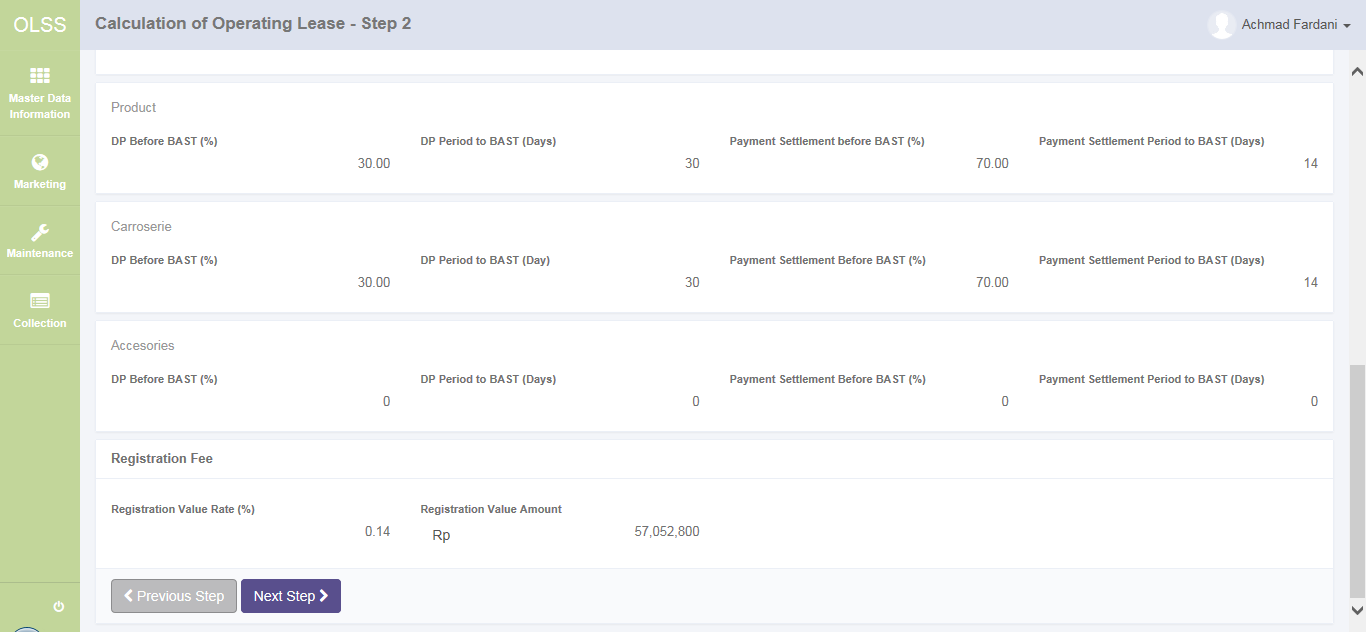 OLSS
Calculation of Operating Lease - Step 2
Achmad Fardani
Master Data
Information
Marketing
Maintenance
Collection
Product
DP Before BAST (%) DP Period to BAST (Days) Payment Settlement before BAST (%) Payment Settlement Period to BAST (Days)
30.00 30 70.00 14
Carroserie
DP Before BAST (%) DP Period to BAST (Day) Payment Settlement Before BAST (%) Payment Settlement Period to BAST (Days)
30.00 30 70.00 14
Accesories
DP Before BAST (%) DP Period to BAST (Days) Payment Settlement Before BAST (%) Payment Settlement Period to BAST (Days)
0 0 0 0
Registration Fee
Registration Value Rate (%) Registration Value Amount
0.14 Rp 57,052,800
Previous Step Next Step